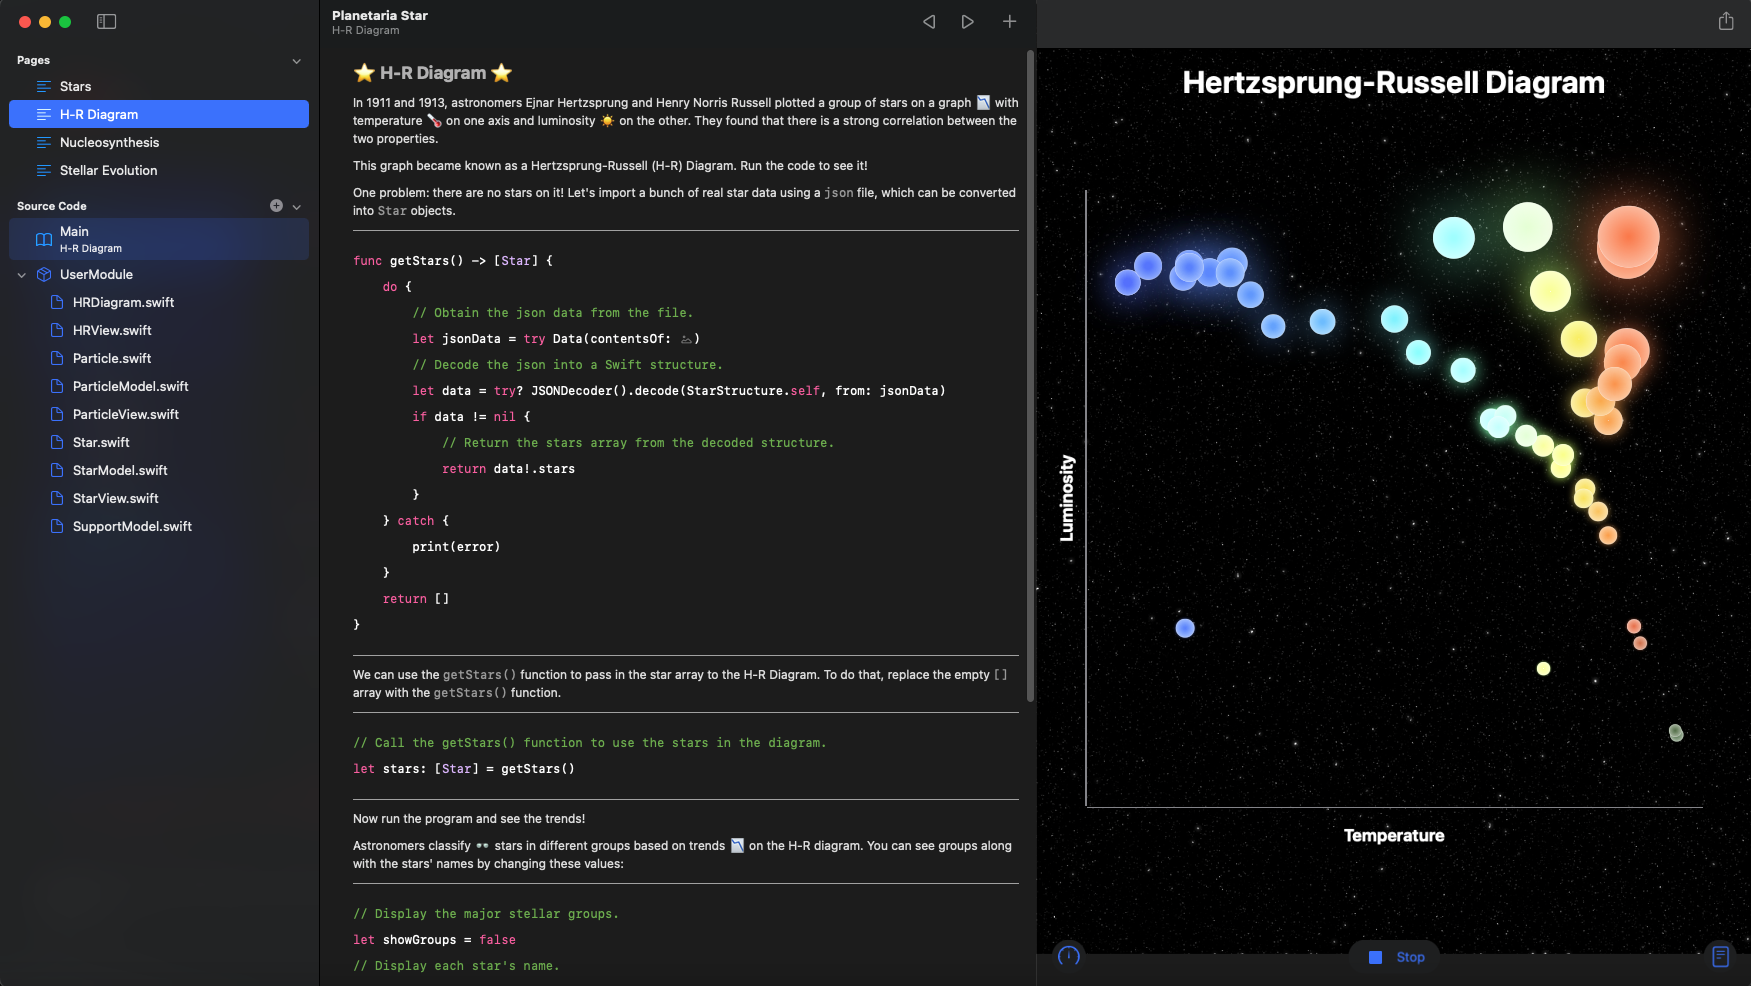 Pages
Stars
H-R Diagram
Nucleosynthesis
Stellar Evolution
Source Code
Main
H-R Diagram
UserModule
HRDiagram.swift
HRView.swift
Particle.swift
ParticleModel.swift
ParticleView.swift
Star.swift
StarModel.swift
StarView.swift
SupportModel.swift
Planetaria Star
H-R Diagram
⭐ H-R Diagram ⭐
In 1911 and 1913, astronomers Ejnar Hertzsprung and Henry Norris Russell plotted a group of stars on a graph 📉 with
temperature 🌡️ on one axis and luminosity ☀️ on the other. They found that there is a strong correlation between the
two properties.
This graph became known as a Hertzsprung-Russell (H-R) Diagram. Run the code to see it!
One problem: there are no stars on it! Let's import a bunch of real star data using a json file, which can be converted
into Star objects.
func getStars() -> [Star] {
do {
// Obtain the json data from the file.
let jsonData = try Data(contentsOf: )
// Decode the json into a Swift structure.
let data = try? JSONDecoder().decode(StarStructure.self, from: jsonData)
if data != nil {
// Return the stars array from the decoded structure.
return data!.stars
}
} catch {
print(error)
}
return []
}
We can use the getStars() function to pass in the star array to the H-R Diagram. To do that, replace the empty []
array with the getStars() function.
// Call the getStars() function to use the stars in the diagram.
let stars: [Star] = getStars()
Now run the program and see the trends!
Astronomers classify 👓 stars in different groups based on trends 📉 on the H-R diagram. You can see groups along
with the stars' names by changing these values:
// Display the major stellar groups.
let showGroups = false
// Display each star's name.
Hertzsprung-Russell Diagram
Luminosity
Temperature
Stop